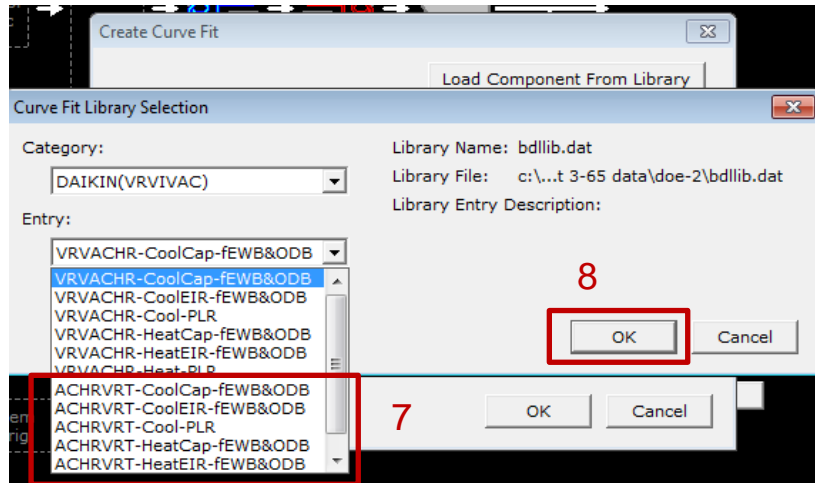 Create Curve Fit
Load Component From Library
Curve Fit Library Selection
Category:
DAIKIN(VRVIVAC)
Entry:
VRVACHR-CoolCap-fEWB&ODB
VRVACHR-CoolCap-fEWB&ODB
VRVACHR-CoolEIR-fEWB&ODB
VRVACHR-Cool-PLR
VRVACHR-HeatCap-fEWB&ODB
VRVACHR-HeatEIR-fEWB&ODB
VRVACHR-Heat-PLR
ACHRVRT-CoolCap-fEWB&ODB
ACHRVRT-CoolEIR-fEWB&ODB
ACHRVRT-Cool-PLR
ACHRVRT-HeatCap-fEWB&ODB
ACHRVRT-HeatEIR-fEWB&ODB
7
Library Name: bdllib.dat
Library File: c:\...t 3-65 data\doe-2\bdllib.dat
Library Entry Description:
8
OK Cancel
OK Cancel